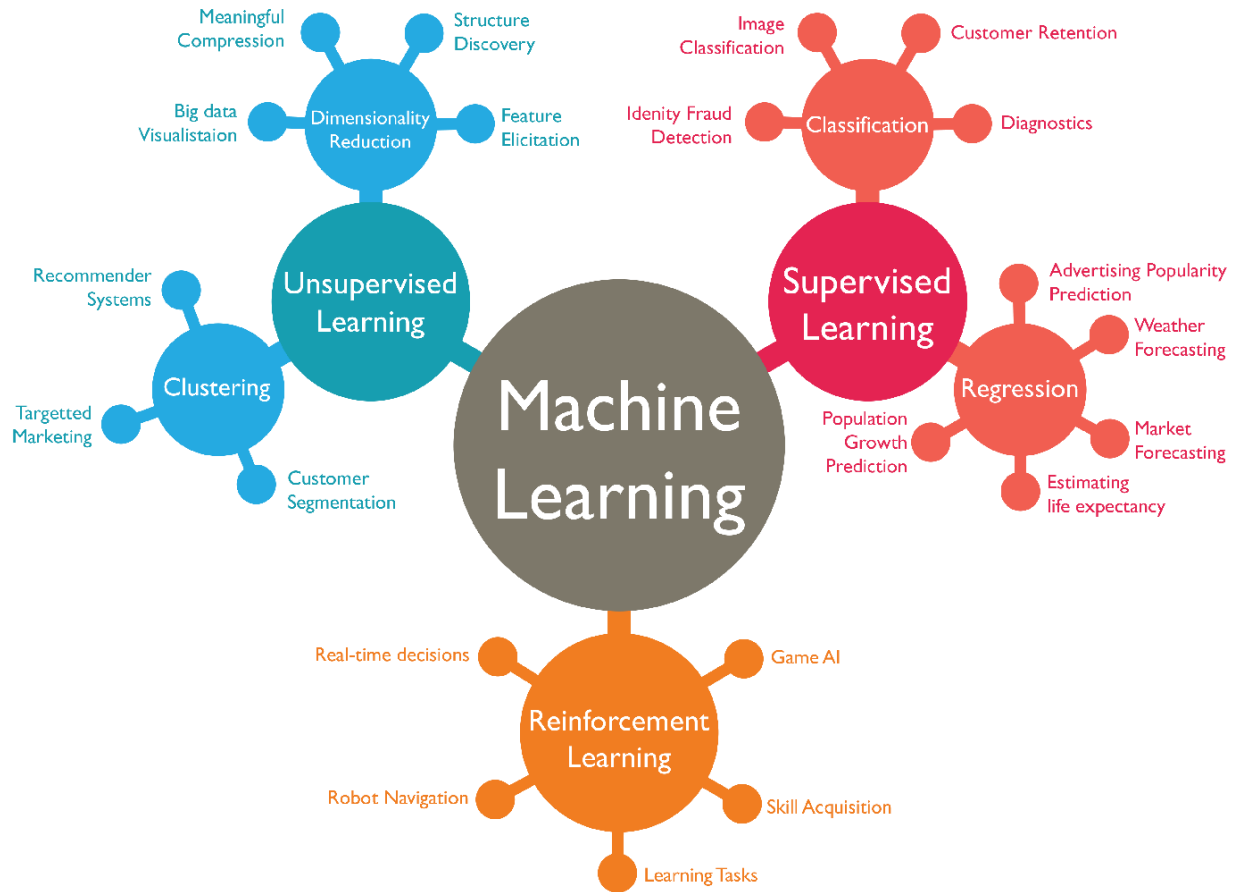 Meaningful
Compression
Structure
Discovery
Big data
Visualistaion
Dimensionality
Reduction
Feature
Elicitation
Image
Classification
Customer Retention
Idenity Fraud
Detection
Classification
Diagnostics
Recommender
Systems
Unsupervised
Learning
Clustering
Targetted
Marketing
Customer
Segmentation
Machine
Learning
Supervised
Learning
Advertising Popularity
Prediction
Weather
Forecasting
Regression
Population
Growth
Prediction
Market
Forecasting
Estimating
life expectancy
Real-time decisions
Game AI
Reinforcement
Learning
Robot Navigation
Skill Acquisition
Learning Tasks